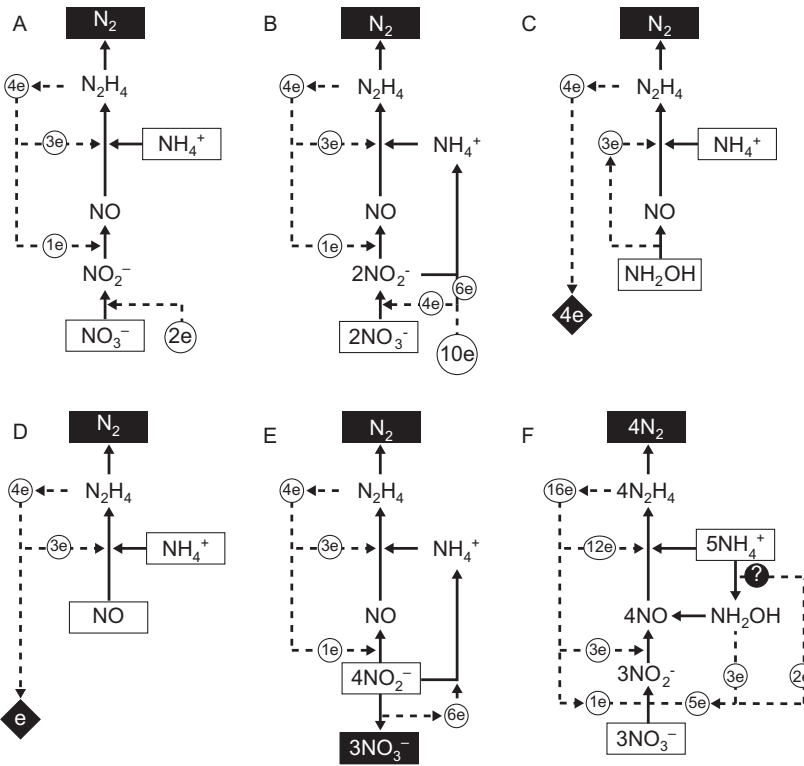 A
N₂
4e
N₂H₄
3e
NH₄⁺
NO
1e
NO₂⁻
NO₃⁻
2e
B
N₂
4e
N₂H₄
3e
NH₄⁺
NO
1e
2NO₂⁻
6e
4e
2NO₃⁻
10e
C
N₂
4e
N₂H₄
3e
NH₄⁺
NO
NH₂OH
4e
D
N₂
4e
N₂H₄
3e
NH₄⁺
NO
e
E
N₂
4e
N₂H₄
3e
NH₄⁺
NO
1e
4NO₂⁻
6e
3NO₃⁻
F
4N₂
16e
4N₂H₄
12e
5NH₄⁺
?
4NO
NH₂OH
3e
3NO₂⁻
3e
2e
1e
5e
3NO₃⁻